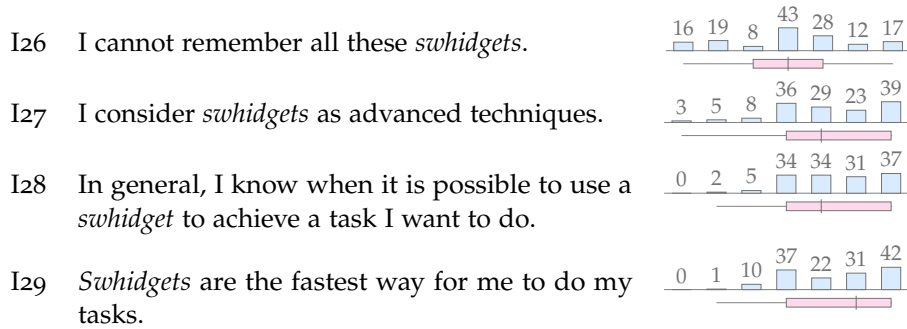 16 19 8 43 28 12 17
I26 I cannot remember all these swhidgets.
3 5 8 36 29 23 39
I27 I consider swhidgets as advanced techniques.
0 2 5 34 34 31 37
I28 In general, I know when it is possible to use a
swhidget to achieve a task I want to do.
0 1 10 37 22 31 42
I29 Swhidgets are the fastest way for me to do my
tasks.